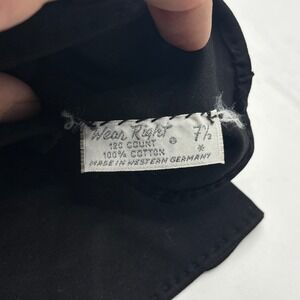 Wear Right ® 7½
120 COUNT
100% COTTON *
MADE IN WESTERN GERMANY